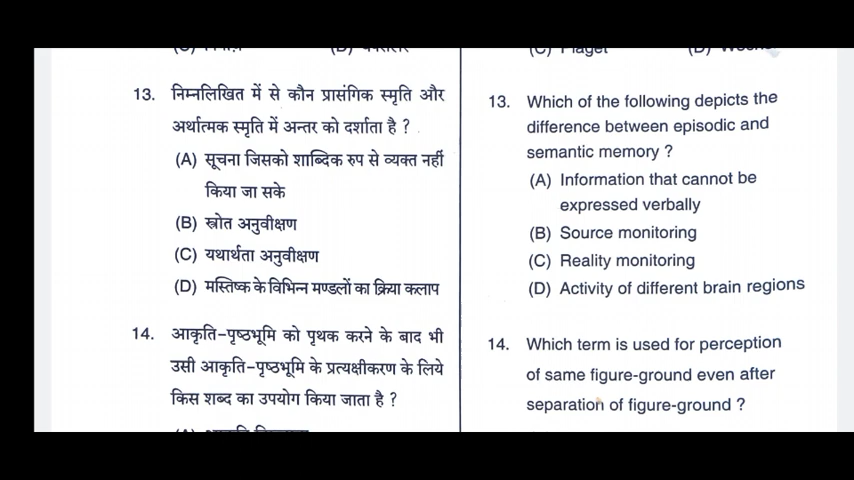 13. निम्नलिखित में से कौन प्रासंगिक स्मृति और
अर्थात्मक स्मृति में अन्तर को दर्शाता है ?
(A) सूचना जिसको शाब्दिक रुप से व्यक्त नहीं
किया जा सके
(B) स्त्रोत अनुवीक्षण
(C) यथार्थता अनुवीक्षण
(D) मस्तिष्क के विभिन्न मण्डलों का क्रिया कलाप
14. आकृति-पृष्ठभूमि को पृथक करने के बाद भी
उसी आकृति-पृष्ठभूमि के प्रत्यक्षीकरण के लिये
किस शब्द का उपयोग किया जाता है ?
(C) Piaget
13. Which of the following depicts the
difference between episodic and
semantic memory ?
(A) Information that cannot be
expressed verbally
(B) Source monitoring
(C) Reality monitoring
(D) Activity of different brain regions
14. Which term is used for perception
of same figure-ground even after
separation of figure-ground ?